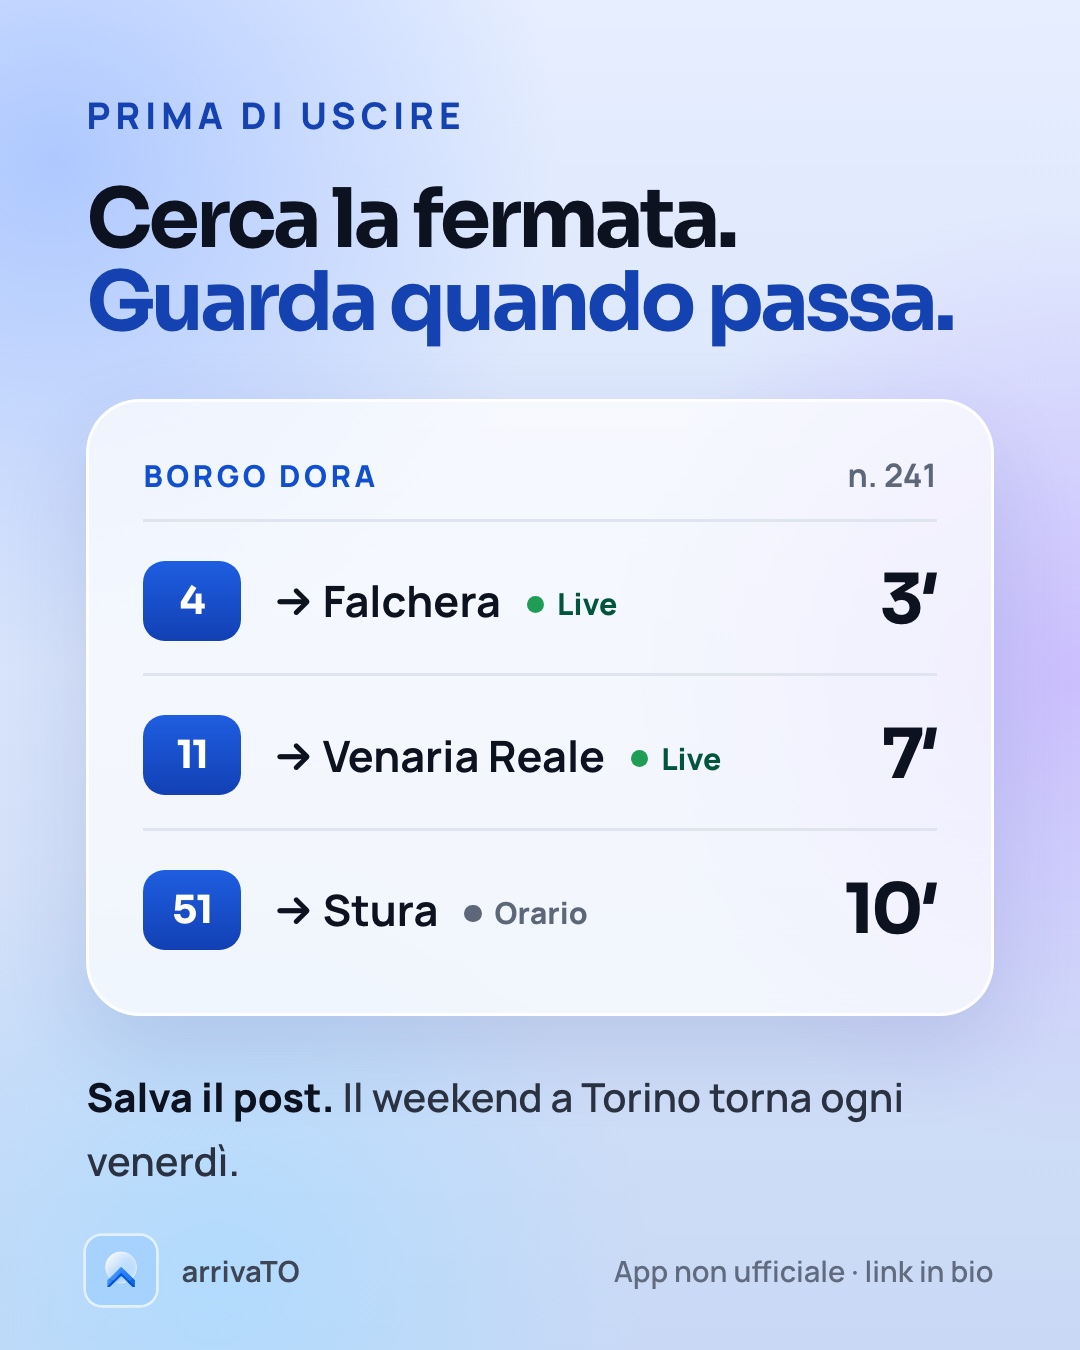 PRIMA DI USCIRE
Cerca la fermata.
Guarda quando passa.
BORGO DORA n. 241
4 → Falchera • Live 3′
11 → Venaria Reale • Live 7′
51 → Stura • Orario 10′
Salva il post. Il weekend a Torino torna ogni
venerdì.
arrivaTO App non ufficiale · link in bio